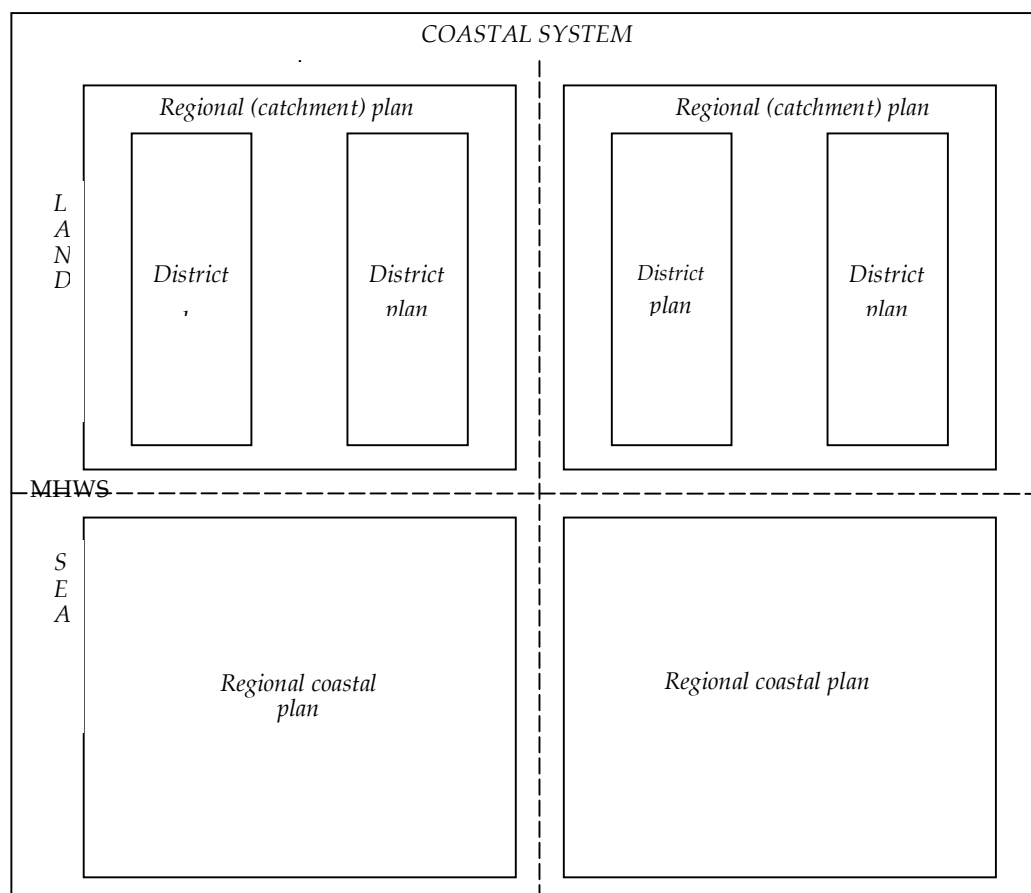 COASTAL SYSTEM
Regional (catchment) plan
Regional (catchment) plan
L
A
N
D
District
District
plan
District
plan
District
plan
MHWS
S
E
A
Regional coastal
plan
Regional coastal plan